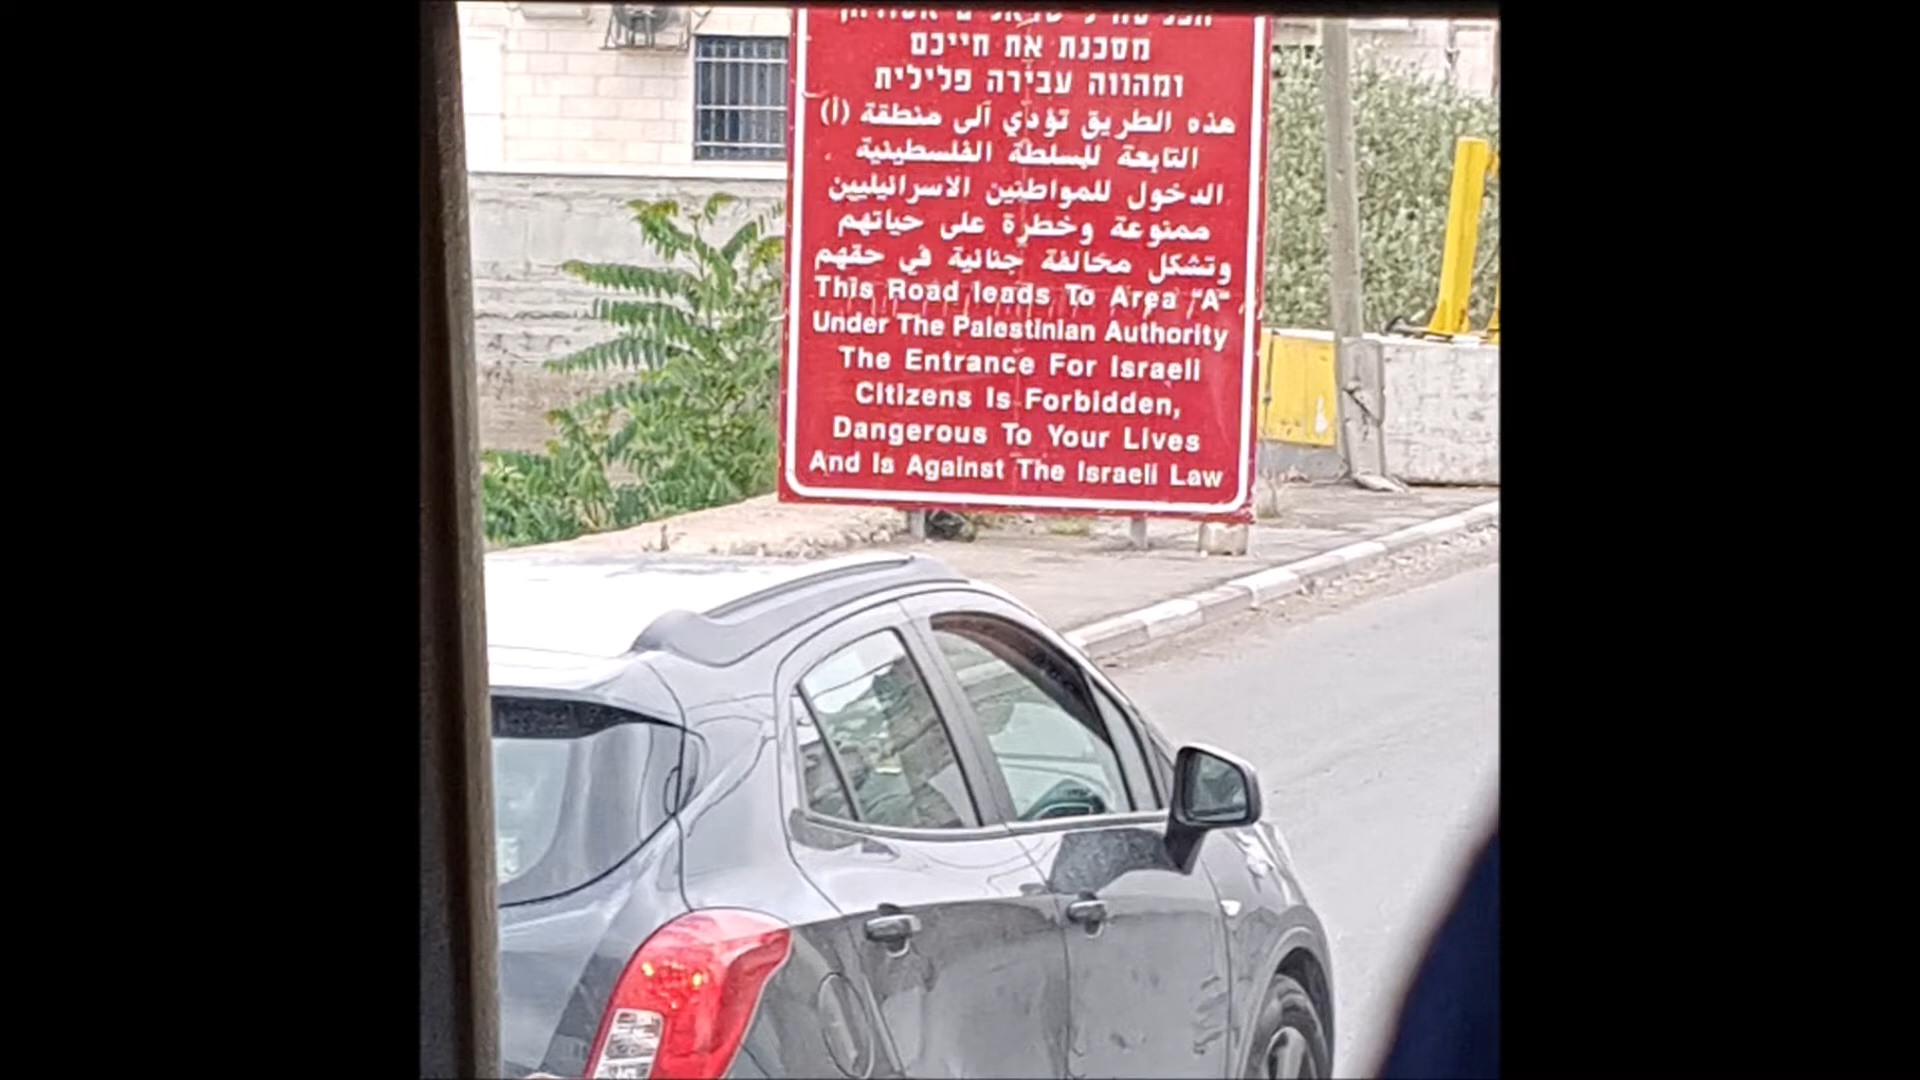 מסכנת את חייכם
ומהווה עבירה פלילית
هذه الطريق تؤدي الى منطقة (أ)
التابعة للسلطة الفلسطينية
الدخول للمواطنين الاسرائيليين
ممنوعة وخطرة على حياتهم
وتشكل مخالفة جنائية في حقهم
This Road leads To Area "A"
Under The Palestinian Authority
The Entrance For Israeli
Citizens Is Forbidden,
Dangerous To Your Lives
And Is Against The Israeli Law